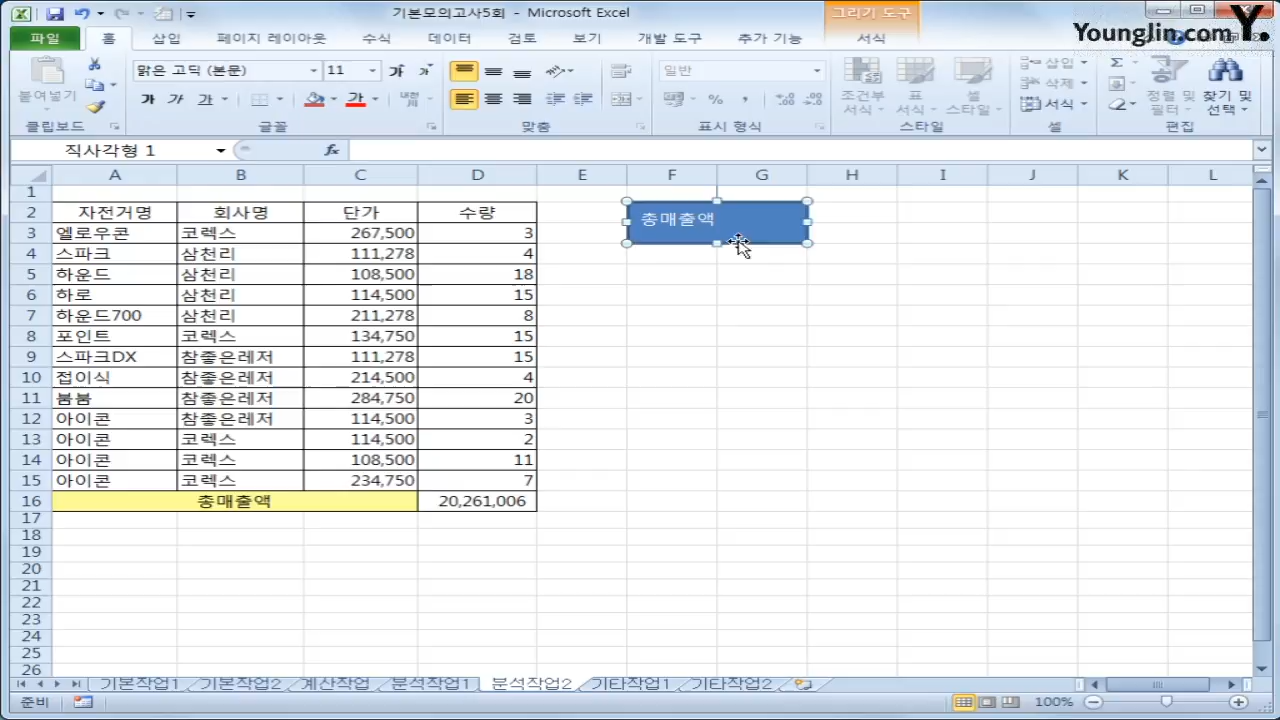 기본모의고사5회 - Microsoft Excel
그리기 도구
Younglin.com Y.
파일 홈 삽입 페이지 레이아웃 수식 데이터 검토 보기 개발 도구 추가 기능 서식
붙여넣기
맑은 고딕 (본문) 11 가 가
가 가 가 가
일반
%
조건부 서식 표 서식 셀 스타일
삽입
삭제
서식
Σ
정렬 및 필터 찾기 및 선택
클립보드 글꼴 맞춤 표시 형식 스타일 셀 편집
직사각형 1 fx
A B C D E F G H I J K L
1
2 자전거명 회사명 단가 수량
총매출액
3 엘로우콘 코렉스 267,500 3
4 스파크 삼천리 111,278 4
5 하운드 삼천리 108,500 18
6 하로 삼천리 114,500 15
7 하운드700 삼천리 211,278 8
8 포인트 코렉스 134,750 15
9 스파크DX 참좋은레저 111,278 15
10 접이식 참좋은레저 214,500 4
11 붐붐 참좋은레저 284,750 20
12 아이콘 참좋은레저 114,500 3
13 아이콘 코렉스 114,500 2
14 아이콘 코렉스 108,500 11
15 아이콘 코렉스 234,750 7
16 총매출액 20,261,006
17
18
19
20
21
22
23
24
25
26
기본작업1 기본작업2 계산작업 분석작업1 분석작업2 기타작업1 기타작업2
준비 100%